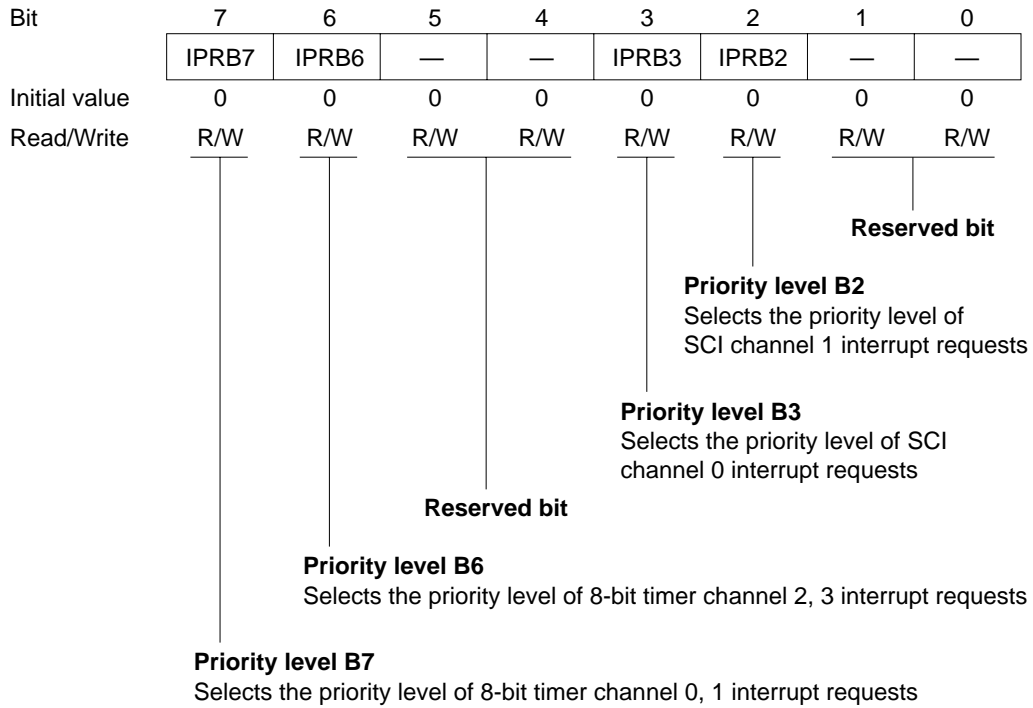 Bit 7 6 5 4 3 2 1 0
IPRB7 IPRB6 — — IPRB3 IPRB2 — —
Initial value 0 0 0 0 0 0 0 0
Read/Write R/W R/W R/W R/W R/W R/W R/W R/W
Reserved bit
Priority level B2
Selects the priority level of
SCI channel 1 interrupt requests
Priority level B3
Selects the priority level of SCI
channel 0 interrupt requests
Reserved bit
Priority level B6
Selects the priority level of 8-bit timer channel 2, 3 interrupt requests
Priority level B7
Selects the priority level of 8-bit timer channel 0, 1 interrupt requests